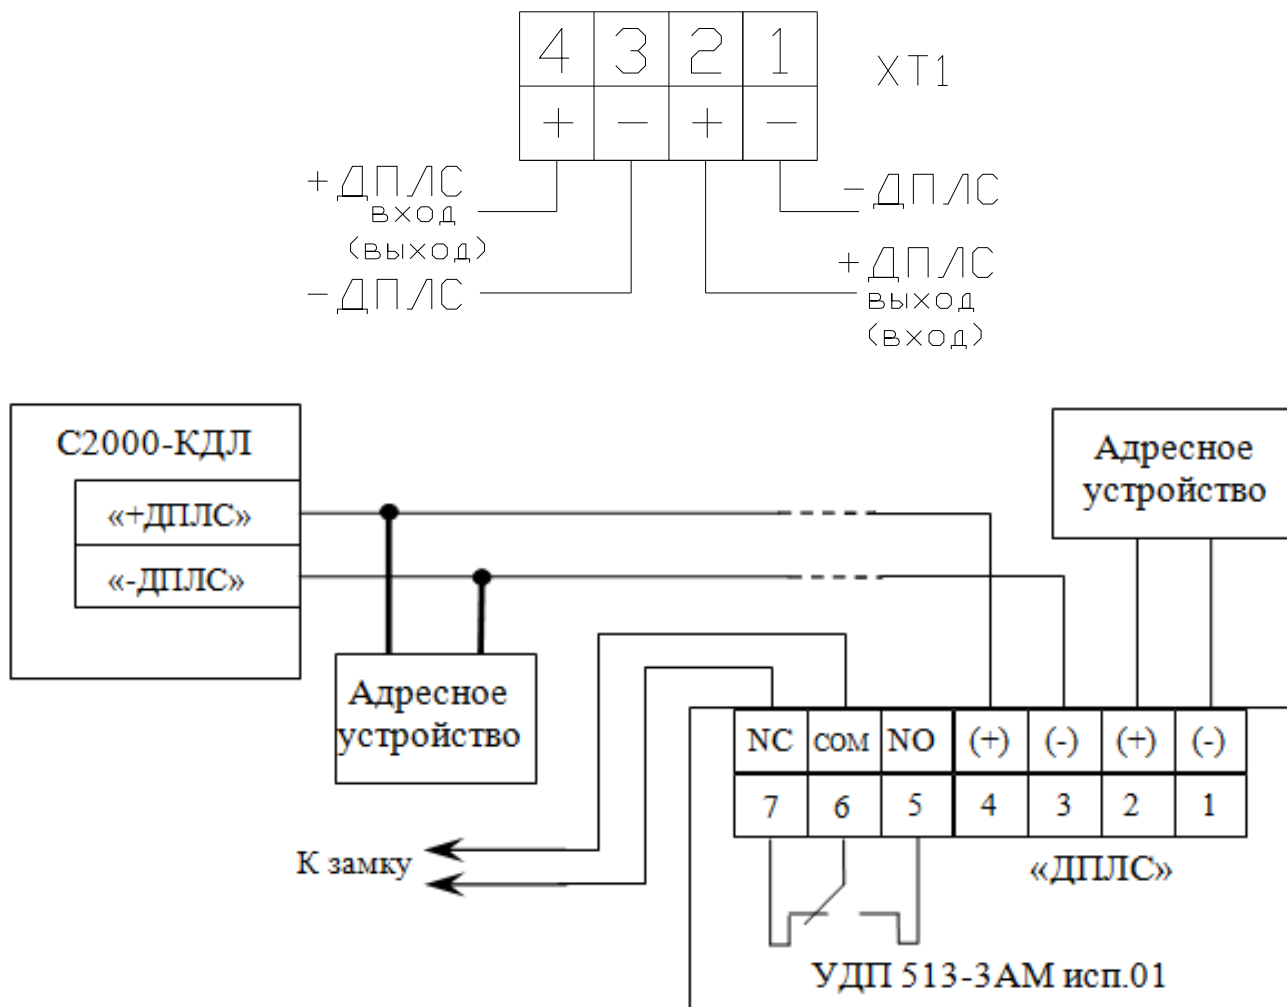 4 3 2 1
XT1
+ − + −
+ДПЛС
вход
(выход)
−ДПЛС
−ДПЛС
+ДПЛС
выход
(вход)
С2000-КДЛ
«+ДПЛС»
«-ДПЛС»
Адресное
устройство
Адресное
устройство
К замку
NC COM NO (+) (-) (+) (-)
7 6 5 4 3 2 1
«ДПЛС»
УДП 513-3АМ исп.01